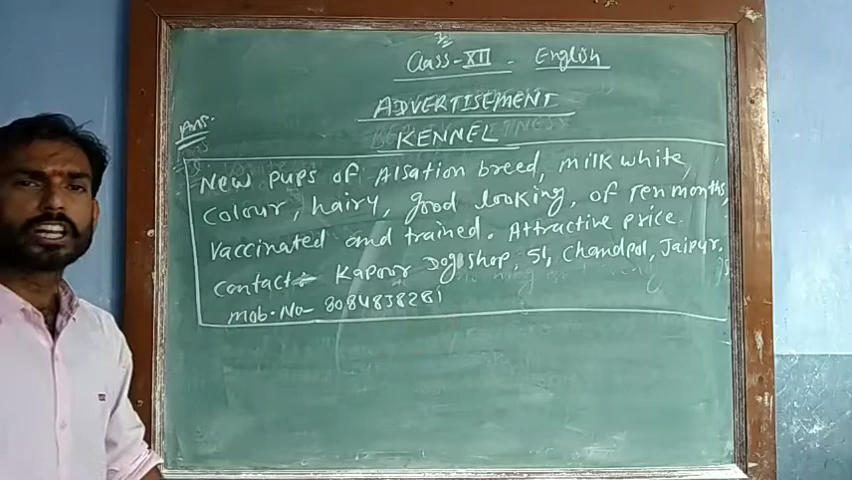 Class-XII - English
ADVERTISEMENT
KENNEL
Ans.
New pups of Alsation breed, milk white
colour, hairy, good looking, of Ten months,
vaccinated and trained. Attractive price.
Contact:- Kapoor Dog shop, 51, Chandpol, Jaipur.
Mob. No- 8084838281